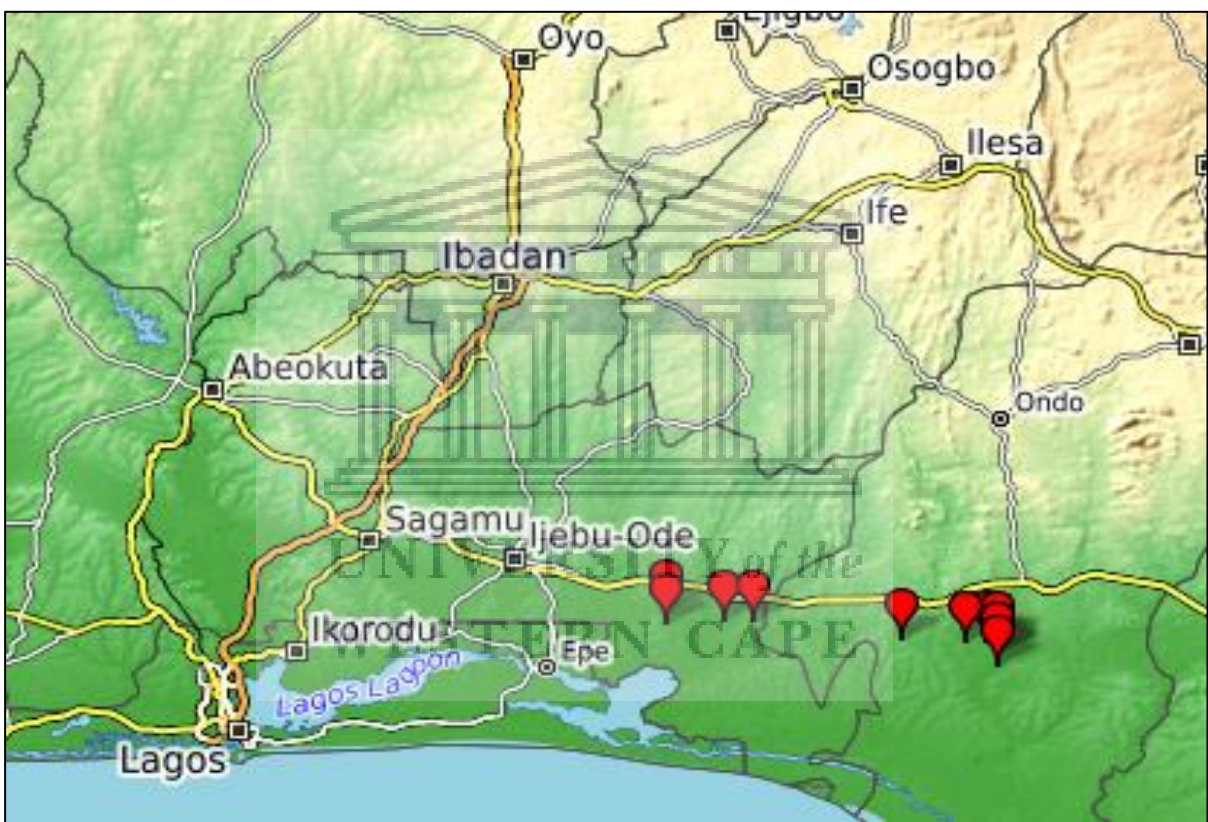 Oyo
Ejigbo
Osogbo
Ilesa
Ife
Ibadan
Abeokuta
Ondo
Sagamu
Ijebu-Ode
UNIVERSITY of the
Ikorodu
WESTERN CAPE
Epe
Lagos Lagoon
Lagos